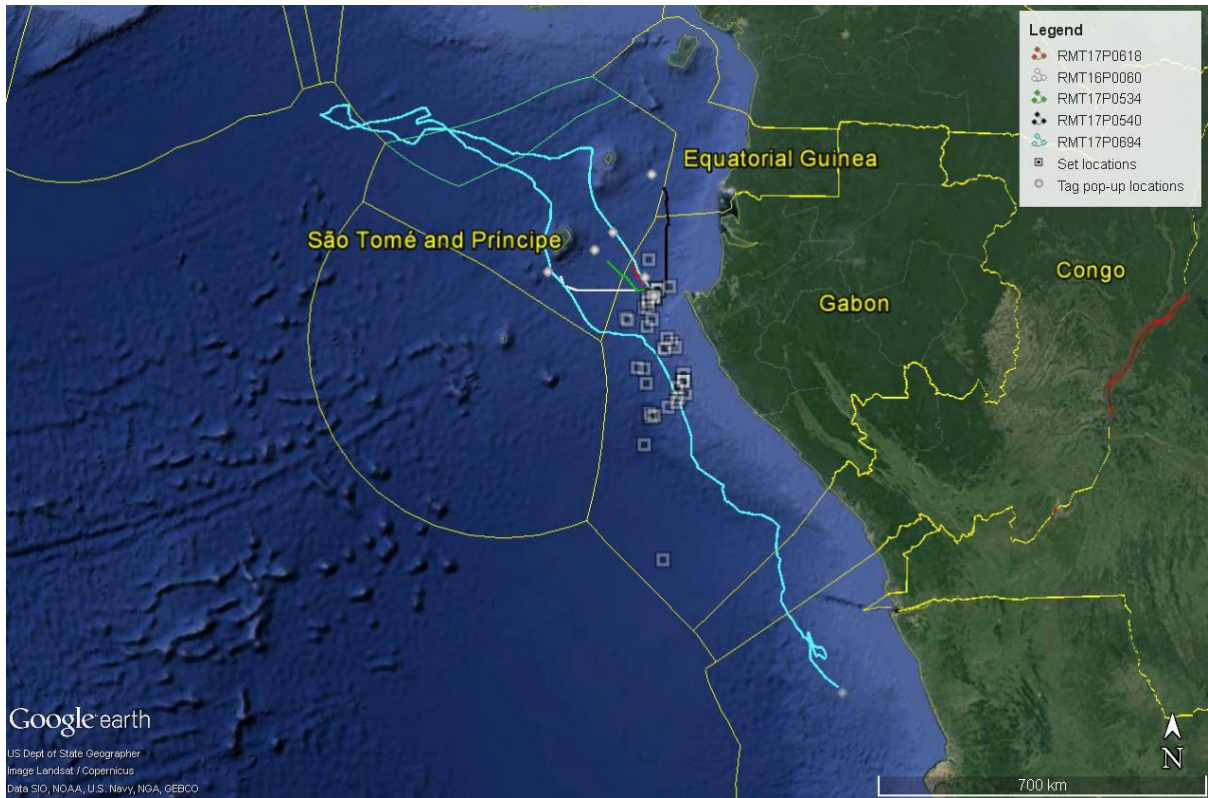 Legend
RMT17P0618
RMT16P0060
RMT17P0534
RMT17P0540
RMT17P0694
Set locations
Tag pop-up locations
Equatorial Guinea
São Tomé and Príncipe
Congo
Gabon
Google earth
US Dept of State Geographer
Image Landsat / Copernicus
Data SIO, NOAA, U.S. Navy, NGA, GEBCO
N
700 km